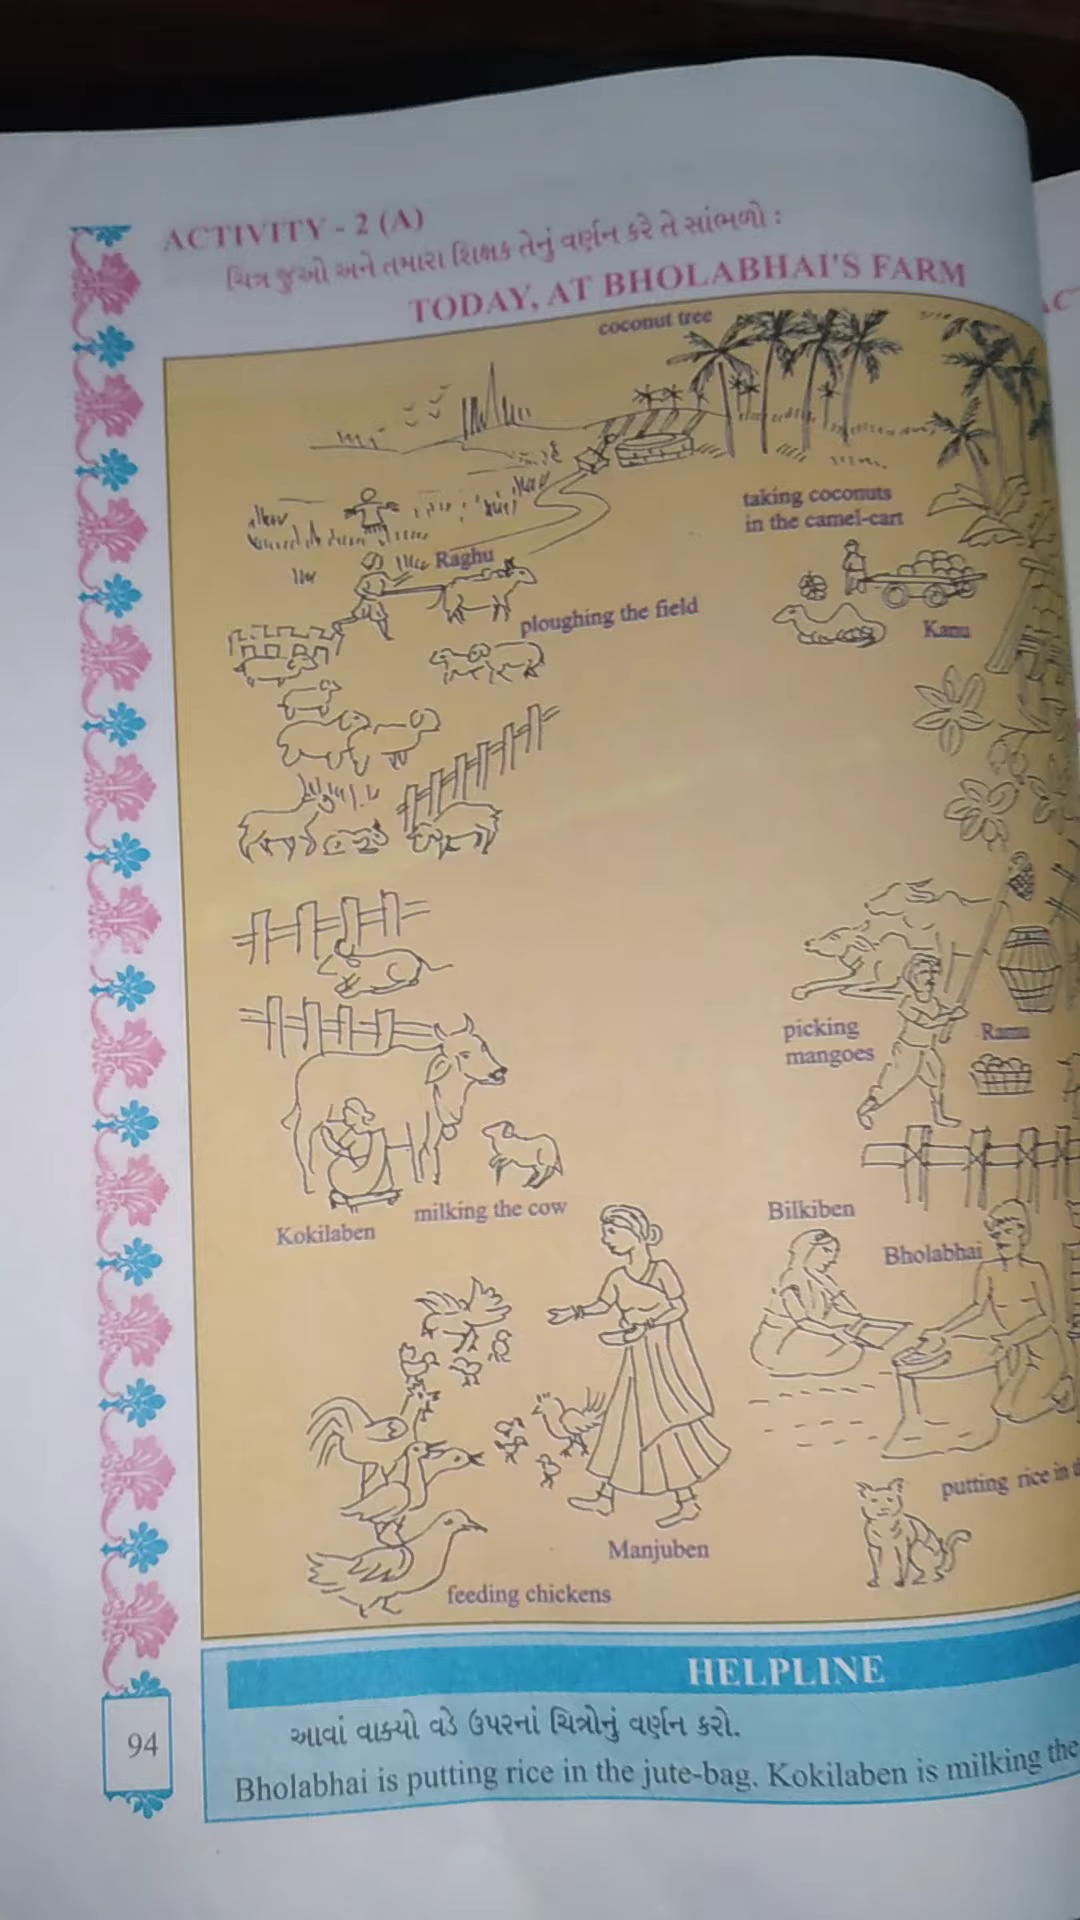 ACTIVITY - 2 (A)
ચિત્ર જુઓ અને તમારા શિક્ષક તેનું વર્ણન કરે તે સાંભળો :
TODAY, AT BHOLABHAI'S FARM
coconut tree
taking coconuts
in the camel-cart
Raghu
ploughing the field
Kanu
picking
mangoes
Ramu
milking the cow
Kokilaben
Bilkiben
Bholabhai
putting rice in
Manjuben
feeding chickens
HELPLINE
આવાં વાક્યો વડે ઉપરનાં ચિત્રોનું વર્ણન કરો.
94
Bholabhai is putting rice in the jute-bag. Kokilaben is milking the